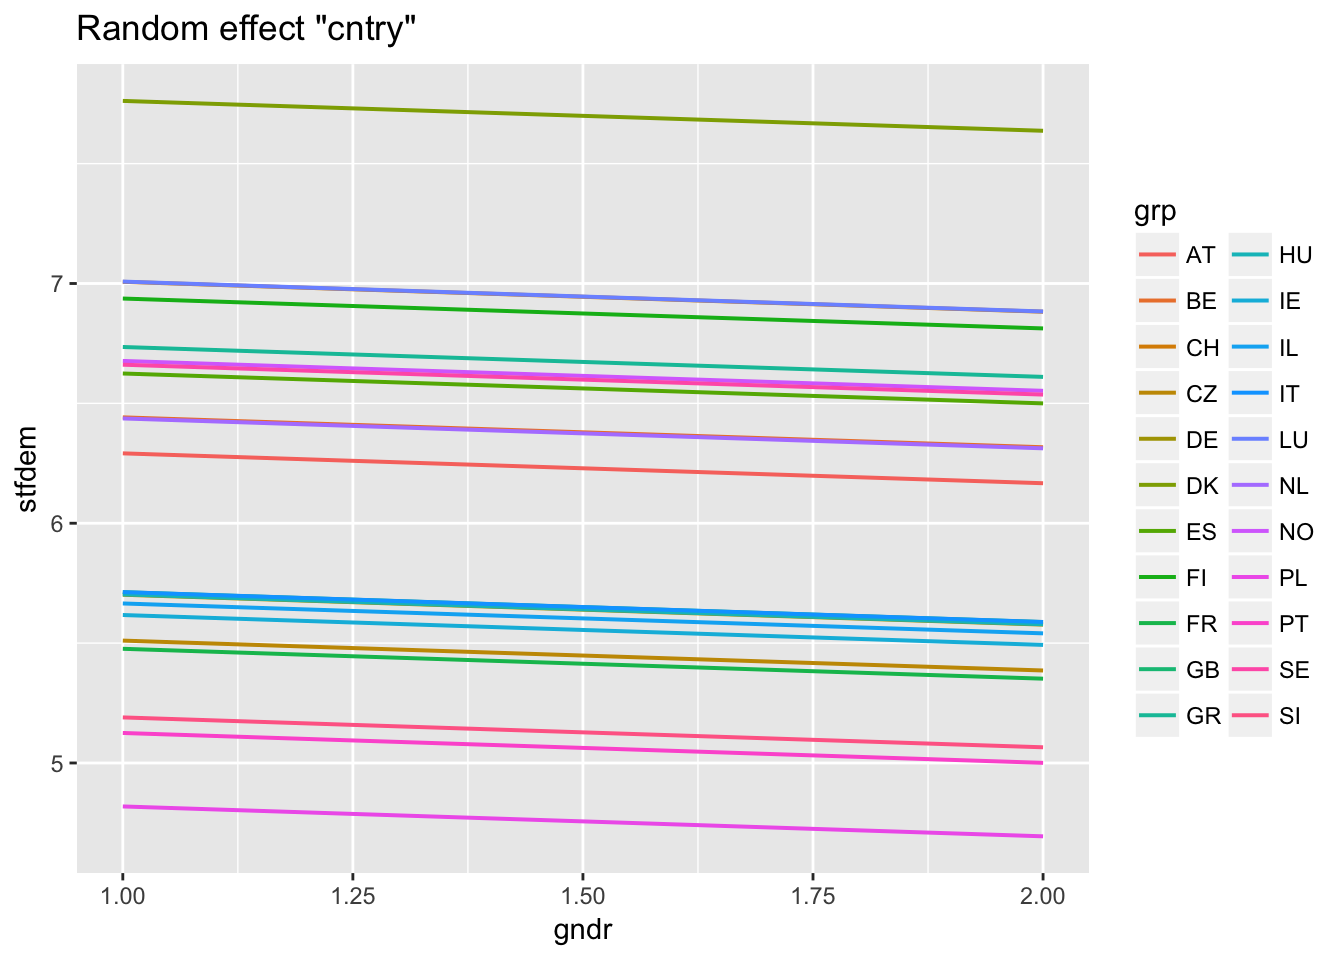 Random effect "cntry"
stfdem
7
6
5
1.00 1.25 1.50 1.75 2.00
gndr
grp
AT HU
BE IE
CH IL
CZ IT
DE LU
DK NL
ES NO
FI PL
FR PT
GB SE
GR SI